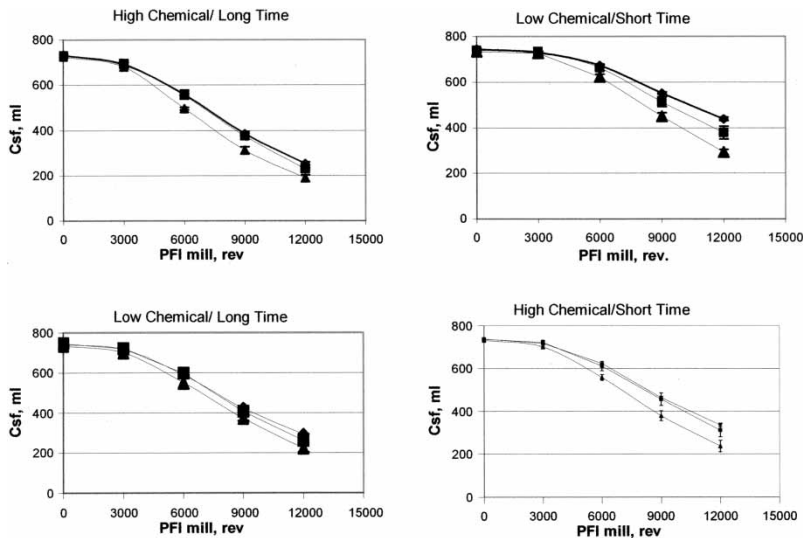 High Chemical/ Long Time
800
600
400
200
0
Csf, ml
0 3000 6000 9000 12000 15000
PFI mill, rev
Low Chemical/Short Time
800
600
400
200
0
Csf, ml
0 3000 6000 9000 12000 15000
PFI mill, rev.
Low Chemical/ Long Time
800
600
400
200
0
Csf, ml
0 3000 6000 9000 12000 15000
PFI mill, rev
High Chemical/Short Time
800
600
400
200
0
Csf, ml
0 3000 6000 9000 12000 15000
PFI mill, rev